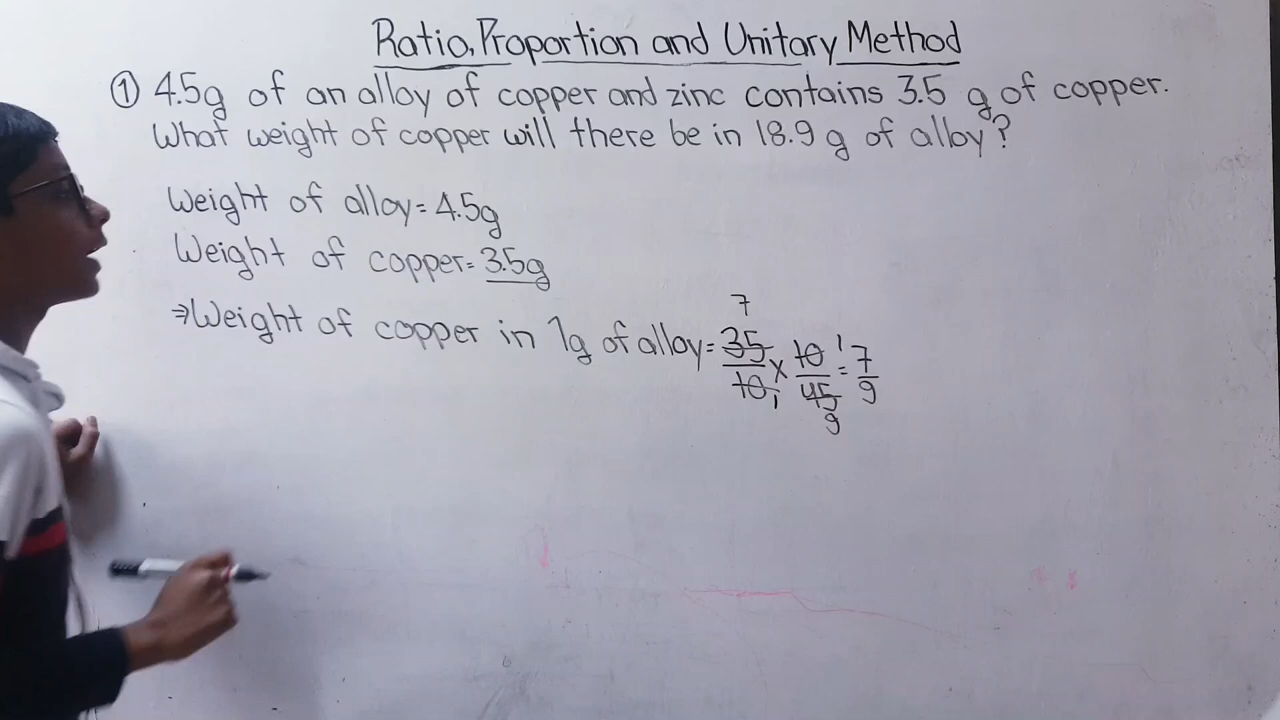 Ratio, Proportion and Unitary Method
① 4.5g of an alloy of copper and zinc contains 3.5 g of copper.
What weight of copper will there be in 18.9 g of alloy?
Weight of alloy = 4.5g
Weight of copper = 3.5g
⇒ Weight of copper in 1g of alloy = 35/10 × 10/45 = 7/9
7
1
1
9